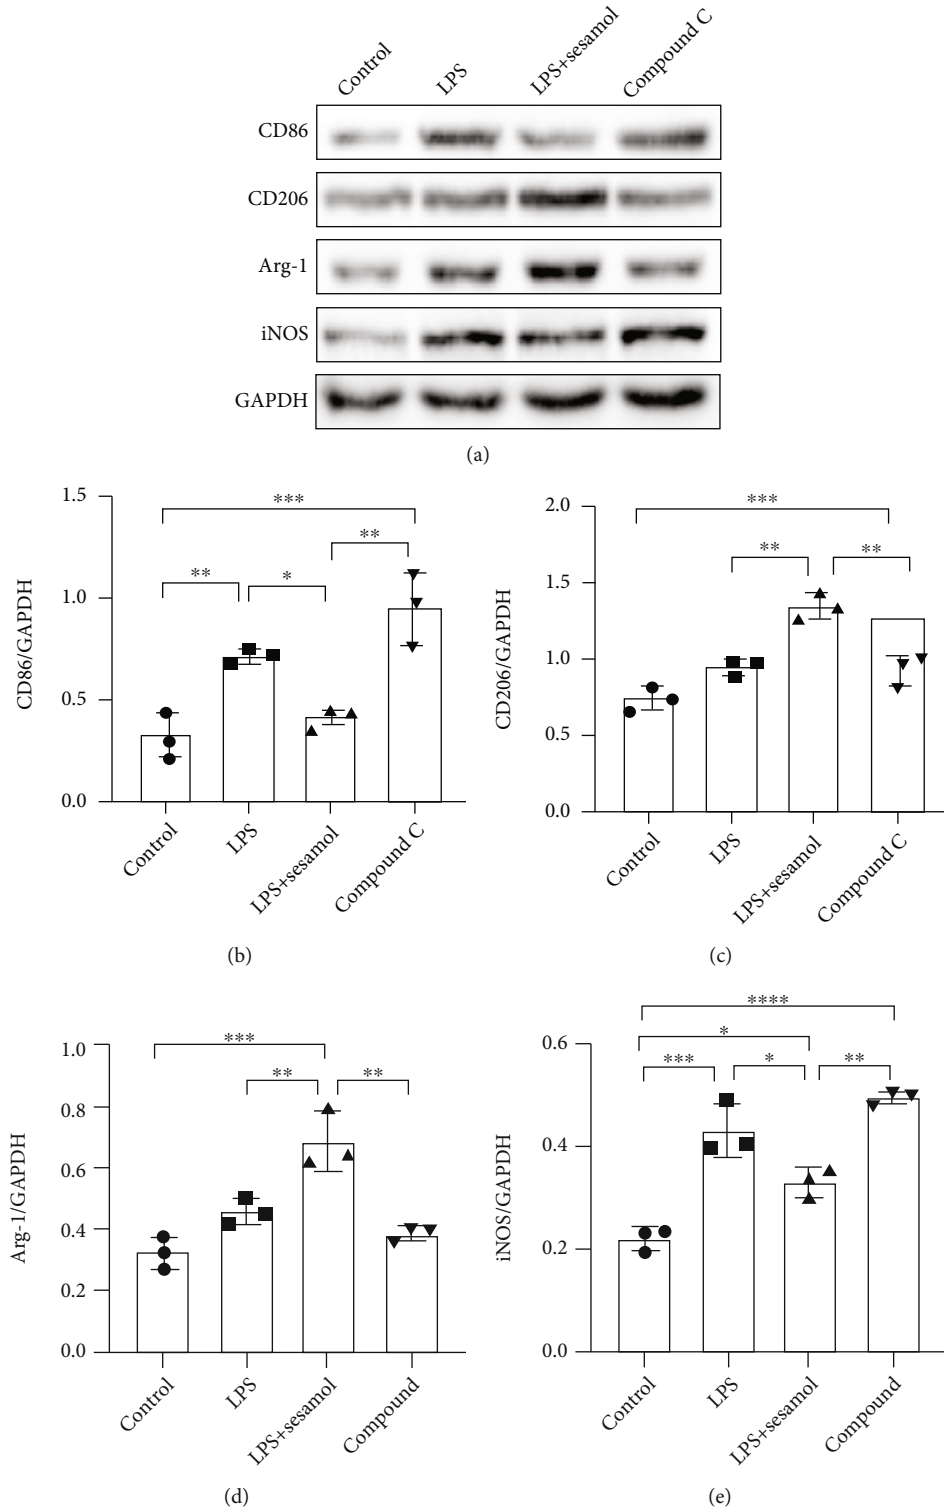 Control
LPS
LPS+sesamol
Compound C
CD86
CD206
Arg-1
iNOS
GAPDH
(a)
CD86/GAPDH
1.5
1.0
0.5
0.0
***
**
*
**
Control
LPS
LPS+sesamol
Compound C
(b)
CD206/GAPDH
2.0
1.5
1.0
0.5
0.0
***
**
**
Control
LPS
LPS+sesamol
Compound C
(c)
Arg-1/GAPDH
1.0
0.8
0.6
0.4
0.2
0.0
***
**
**
Control
LPS
LPS+sesamol
Compound
(d)
iNOS/GAPDH
0.6
0.4
0.2
0.0
****
*
***
*
**
Control
LPS
LPS+sesamol
Compound
(e)